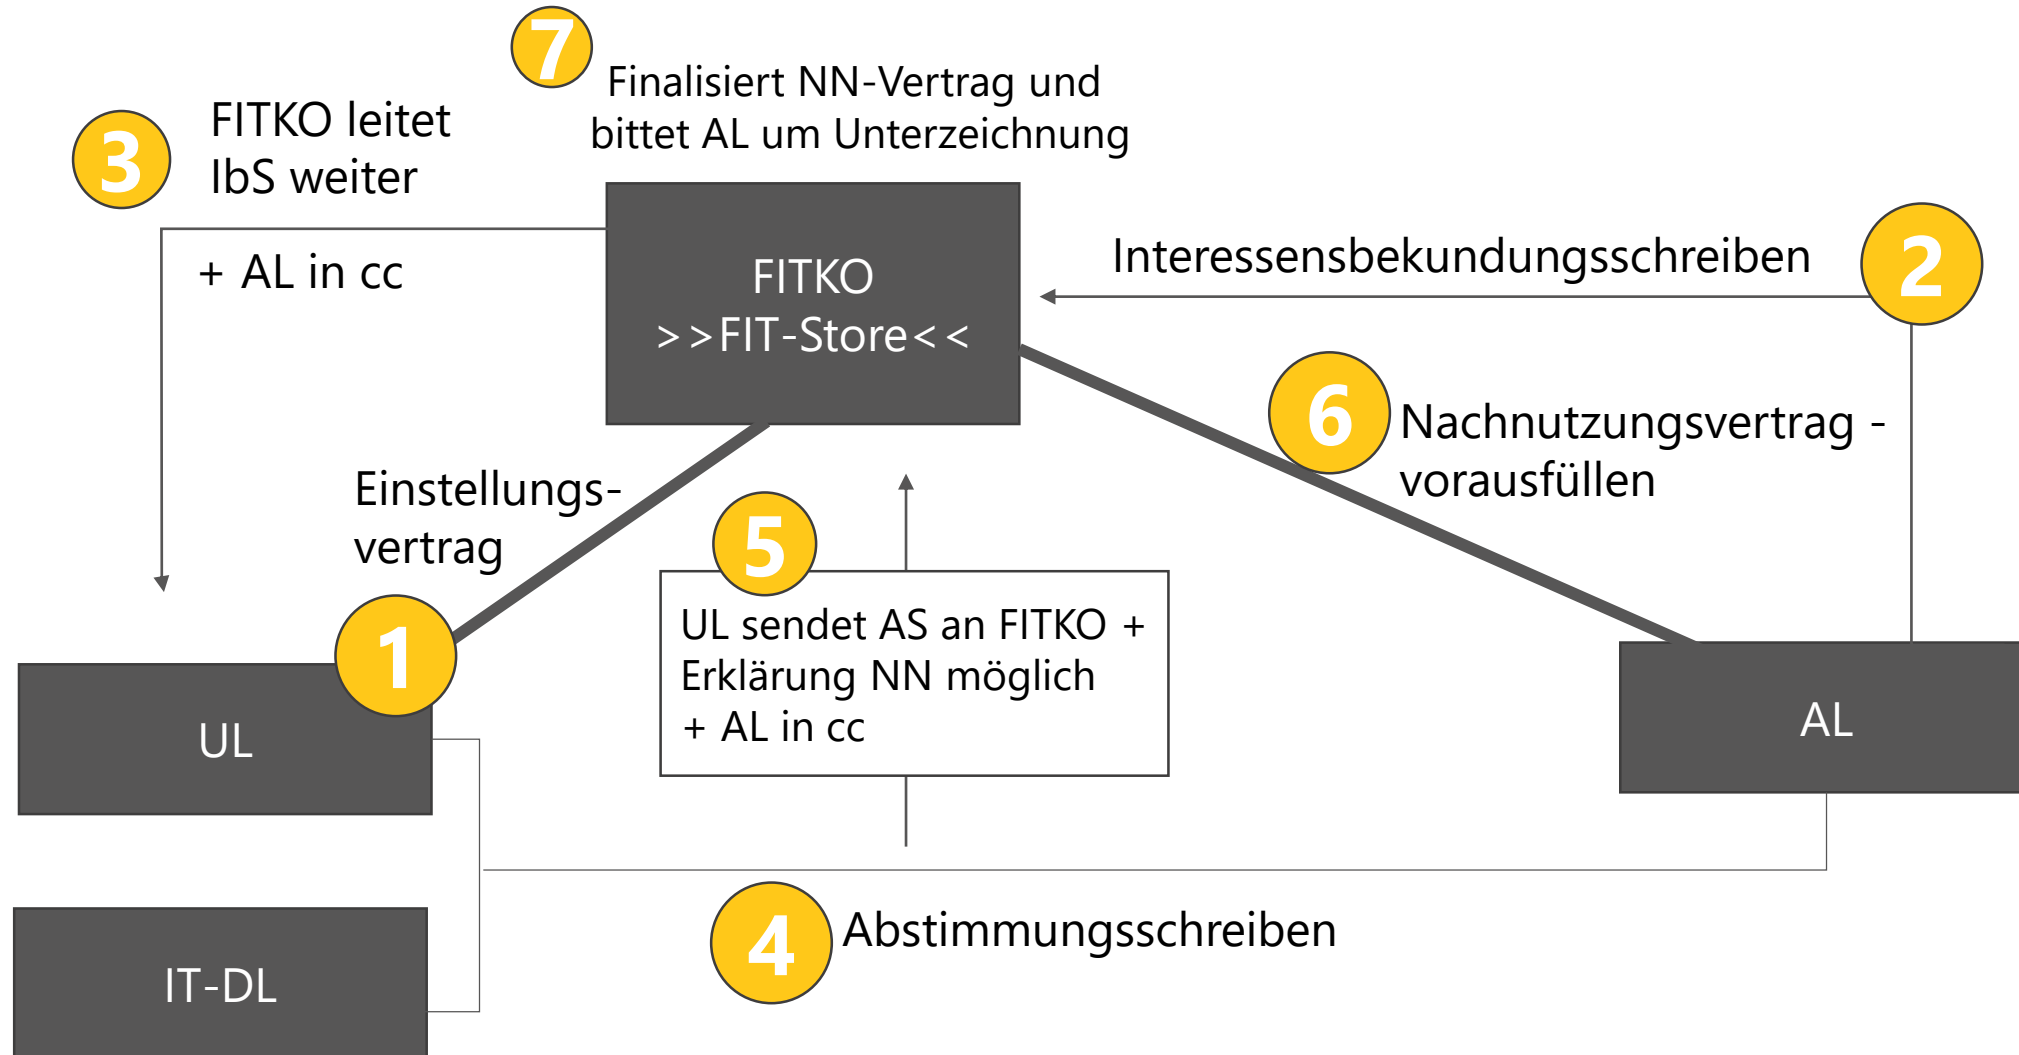 7
Finalisiert NN-Vertrag und
bittet AL um Unterzeichnung
3
FITKO leitet
IbS weiter
+ AL in cc
FITKO
>>FIT-Store<<
Interessensbekundungsschreiben
2
6
Nachnutzungsvertrag -
vorausfüllen
Einstellungs-
vertrag
1
5
UL sendet AS an FITKO +
Erklärung NN möglich
+ AL in cc
UL
AL
4
Abstimmungsschreiben
IT-DL